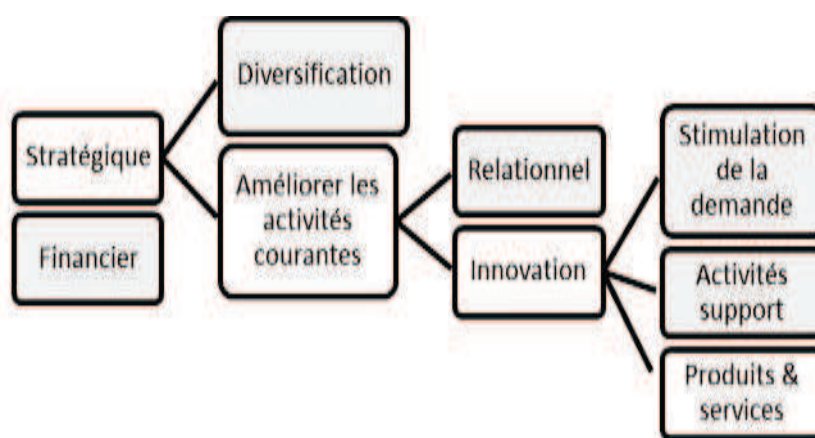 Stratégique
Financier
Diversification
Améliorer les
activités
courantes
Relationnel
Innovation
Stimulation
de la
demande
Activités
support
Produits &
services